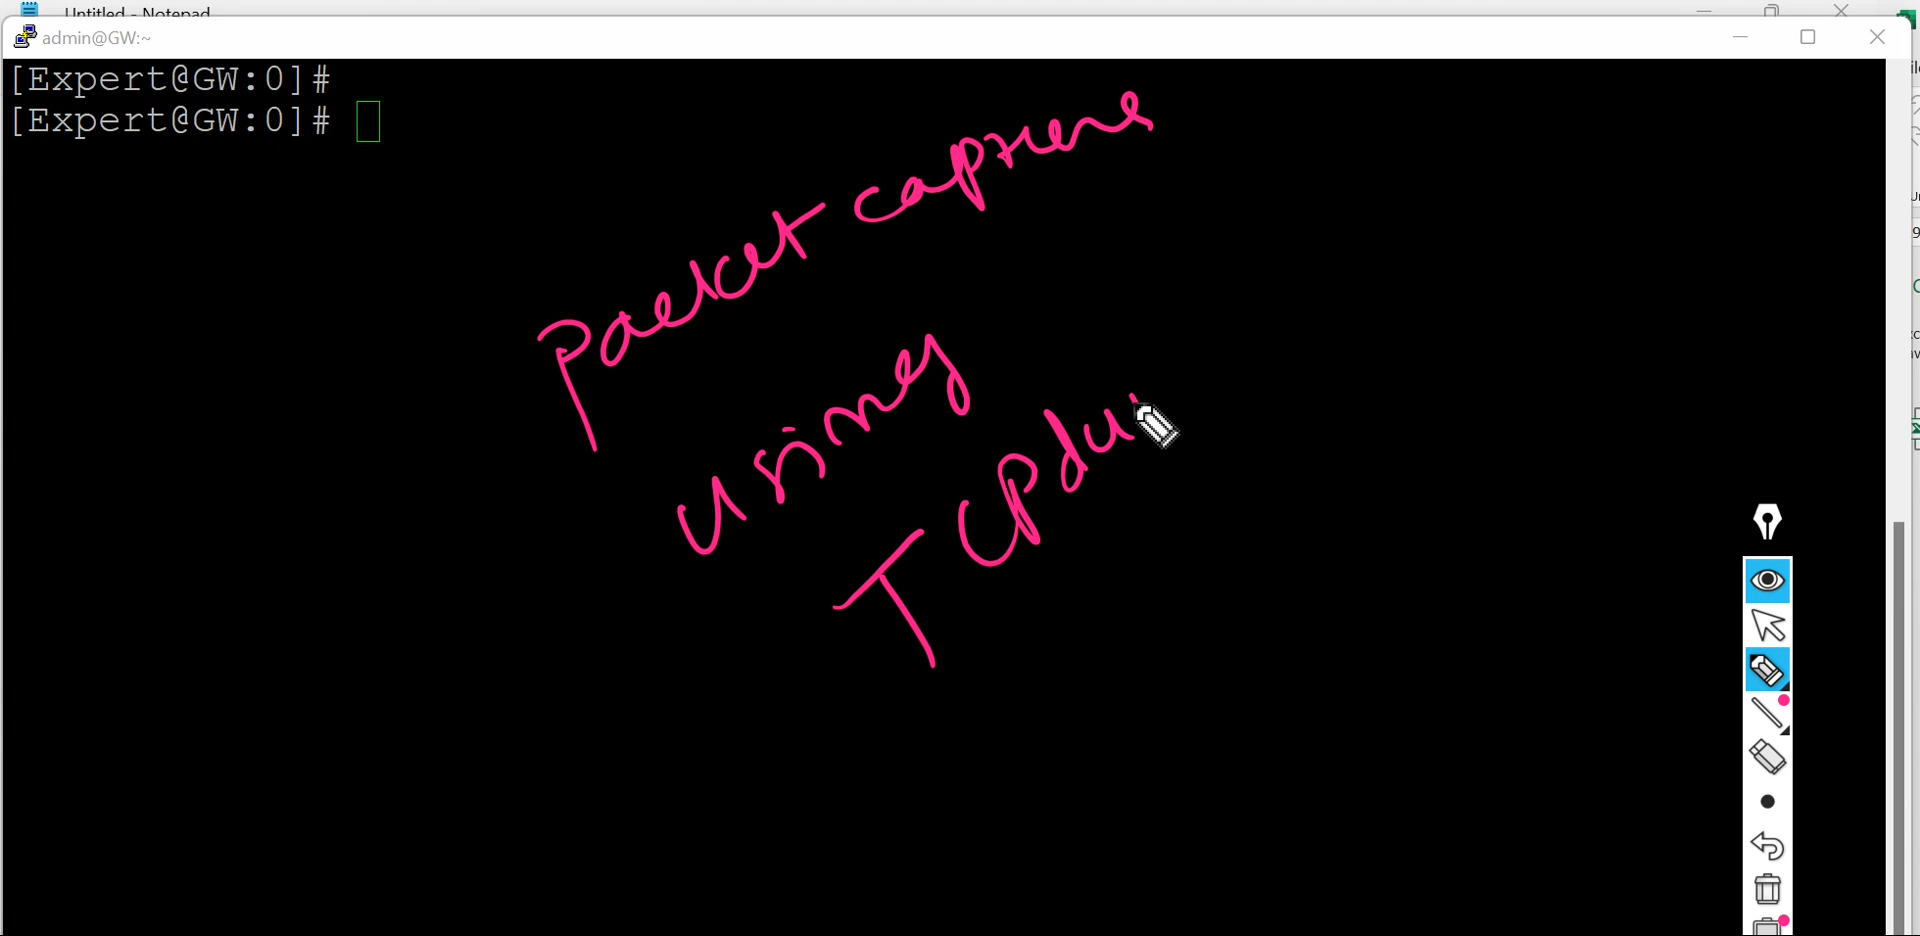 Untitled - Notepad
admin@GW:~
[Expert@GW:0]#
[Expert@GW:0]#
Packet capture
using
TCPdu